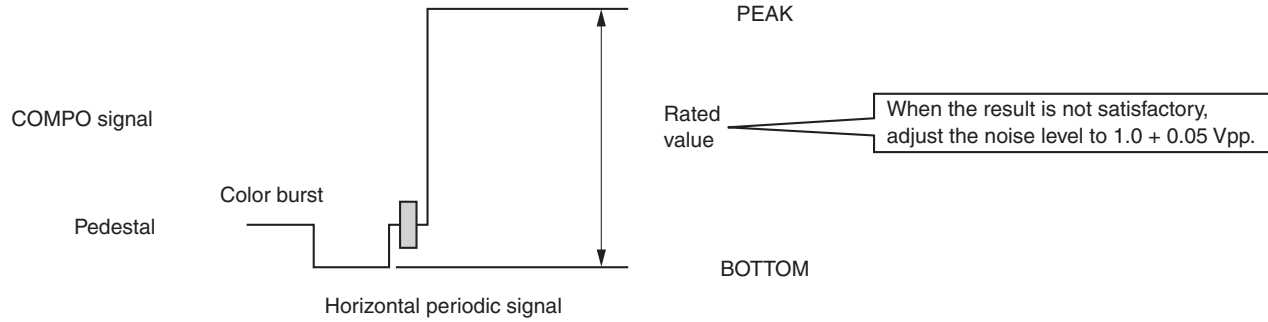 PEAK
COMPO signal
Rated
value
When the result is not satisfactory,
adjust the noise level to 1.0 + 0.05 Vpp.
Color burst
Pedestal
BOTTOM
Horizontal periodic signal